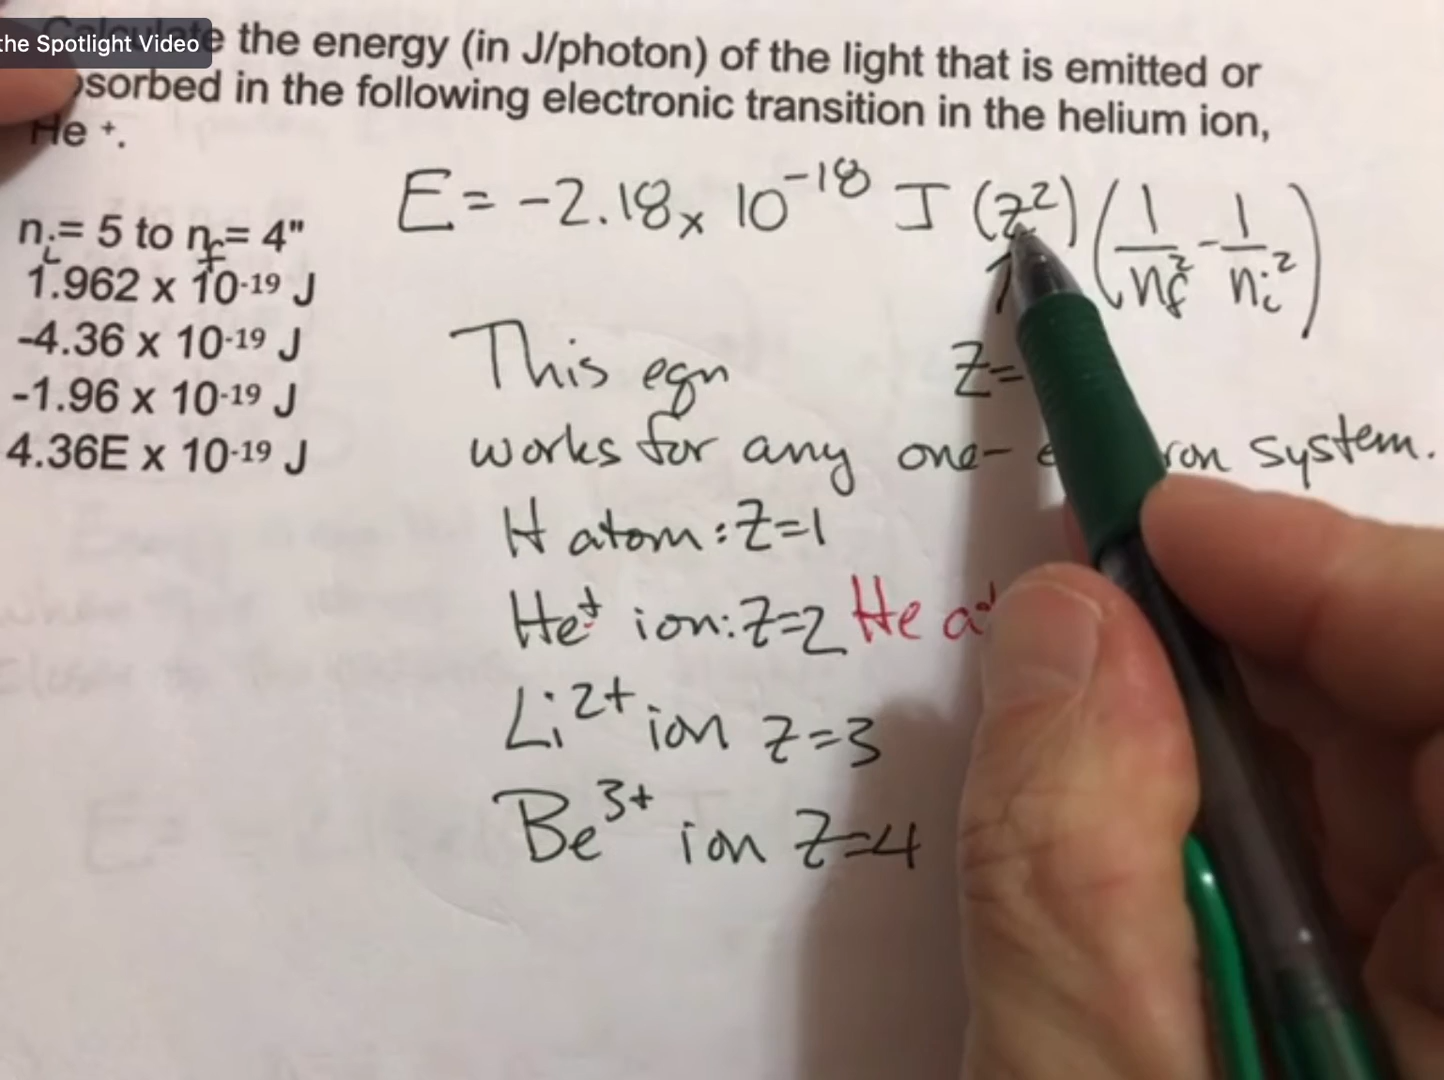 the Spotlight Video
the energy (in J/photon) of the light that is emitted or
sorbed in the following electronic transition in the helium ion,
He +.
E = -2.18 x 10-18 J (Z2) (1/nf2 - 1/ni2)
ni= 5 to nf= 4"
1.962 x 10-19 J
-4.36 x 10-19 J
-1.96 x 10-19 J
4.36E x 10-19 J
This eqn
Z=
works for any one- system.
H atom: Z=1
He+ ion: Z=2 He
Li2+ ion Z=3
Be3+ ion Z=4